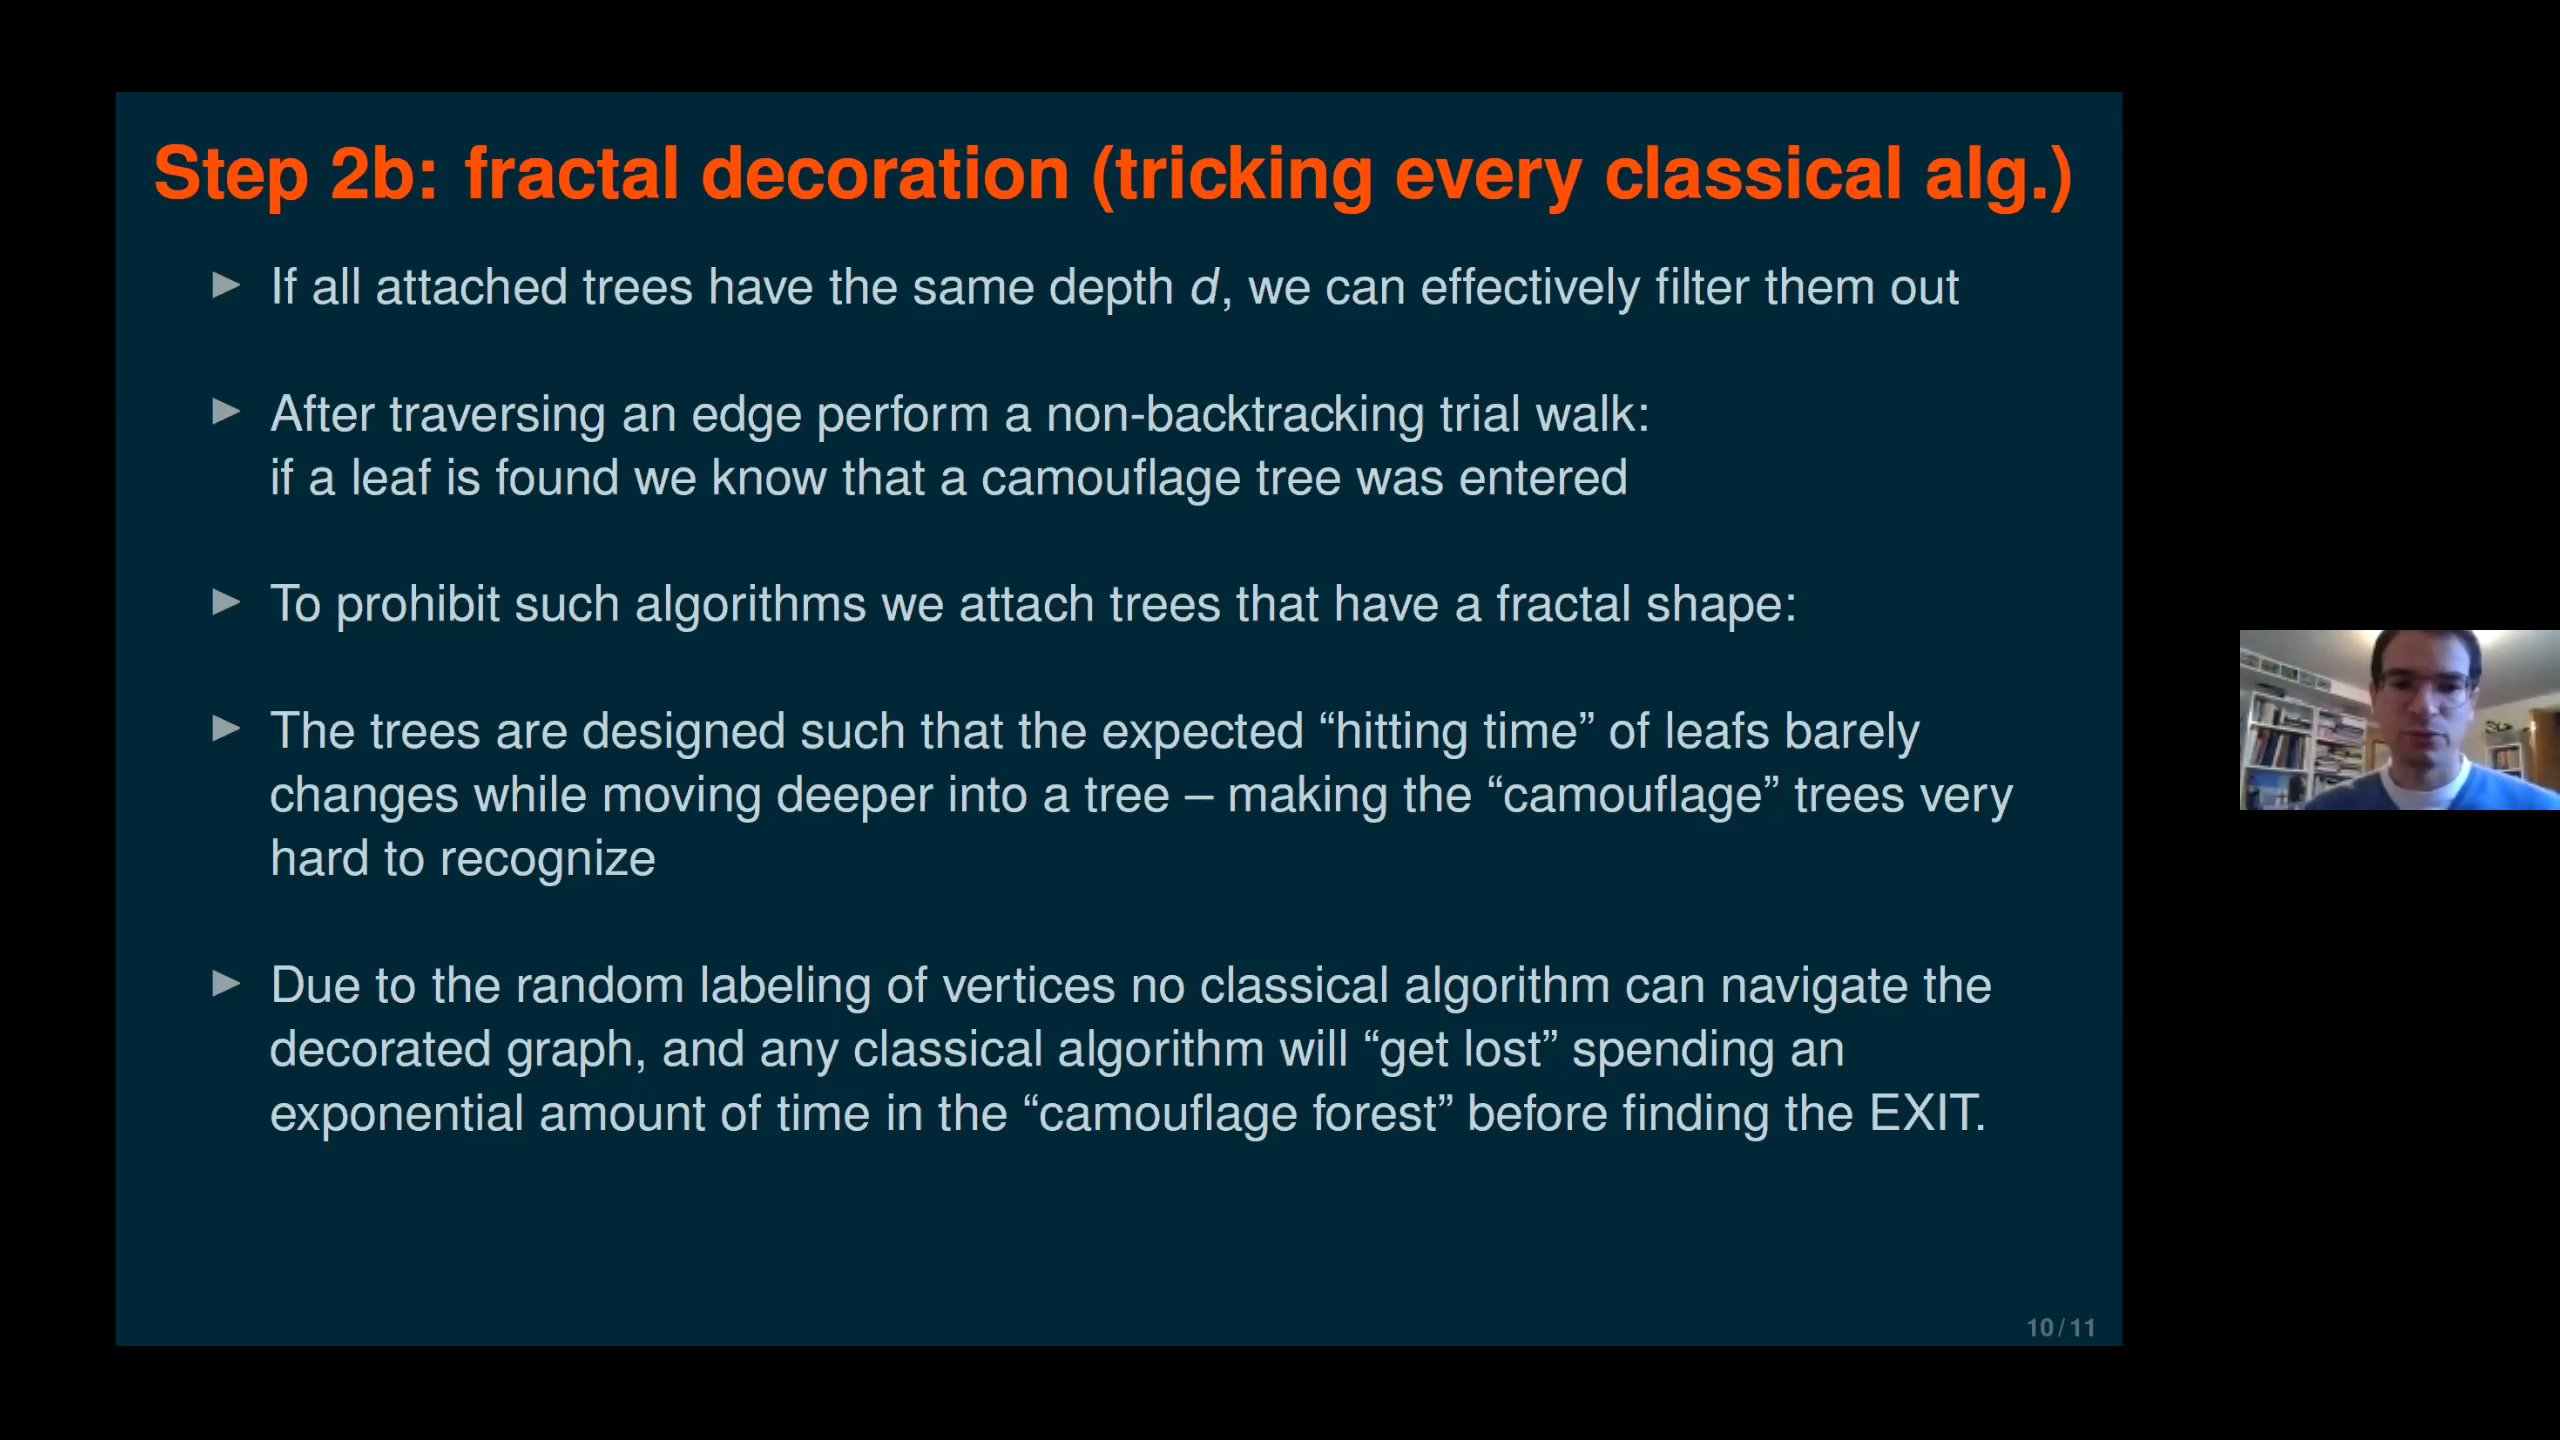 Step 2b: fractal decoration (tricking every classical alg.)
▶ If all attached trees have the same depth d, we can effectively filter them out
▶ After traversing an edge perform a non-backtracking trial walk:
if a leaf is found we know that a camouflage tree was entered
▶ To prohibit such algorithms we attach trees that have a fractal shape:
▶ The trees are designed such that the expected “hitting time” of leafs barely
changes while moving deeper into a tree – making the “camouflage” trees very
hard to recognize
▶ Due to the random labeling of vertices no classical algorithm can navigate the
decorated graph, and any classical algorithm will “get lost” spending an
exponential amount of time in the “camouflage forest” before finding the EXIT.
10 / 11